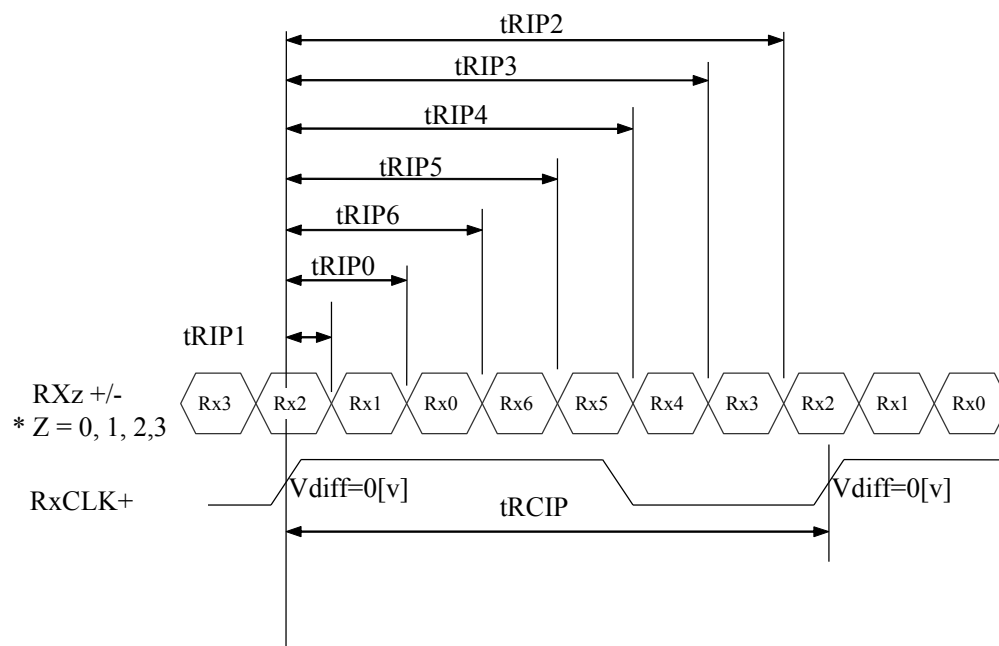 tRIP2
tRIP3
tRIP4
tRIP5
tRIP6
tRIP0
tRIP1
RXz +/-
* Z = 0, 1, 2,3
Rx3 Rx2 Rx1 Rx0 Rx6 Rx5 Rx4 Rx3 Rx2 Rx1 Rx0
RxCLK+
Vdiff=0[v] Vdiff=0[v]
tRCIP